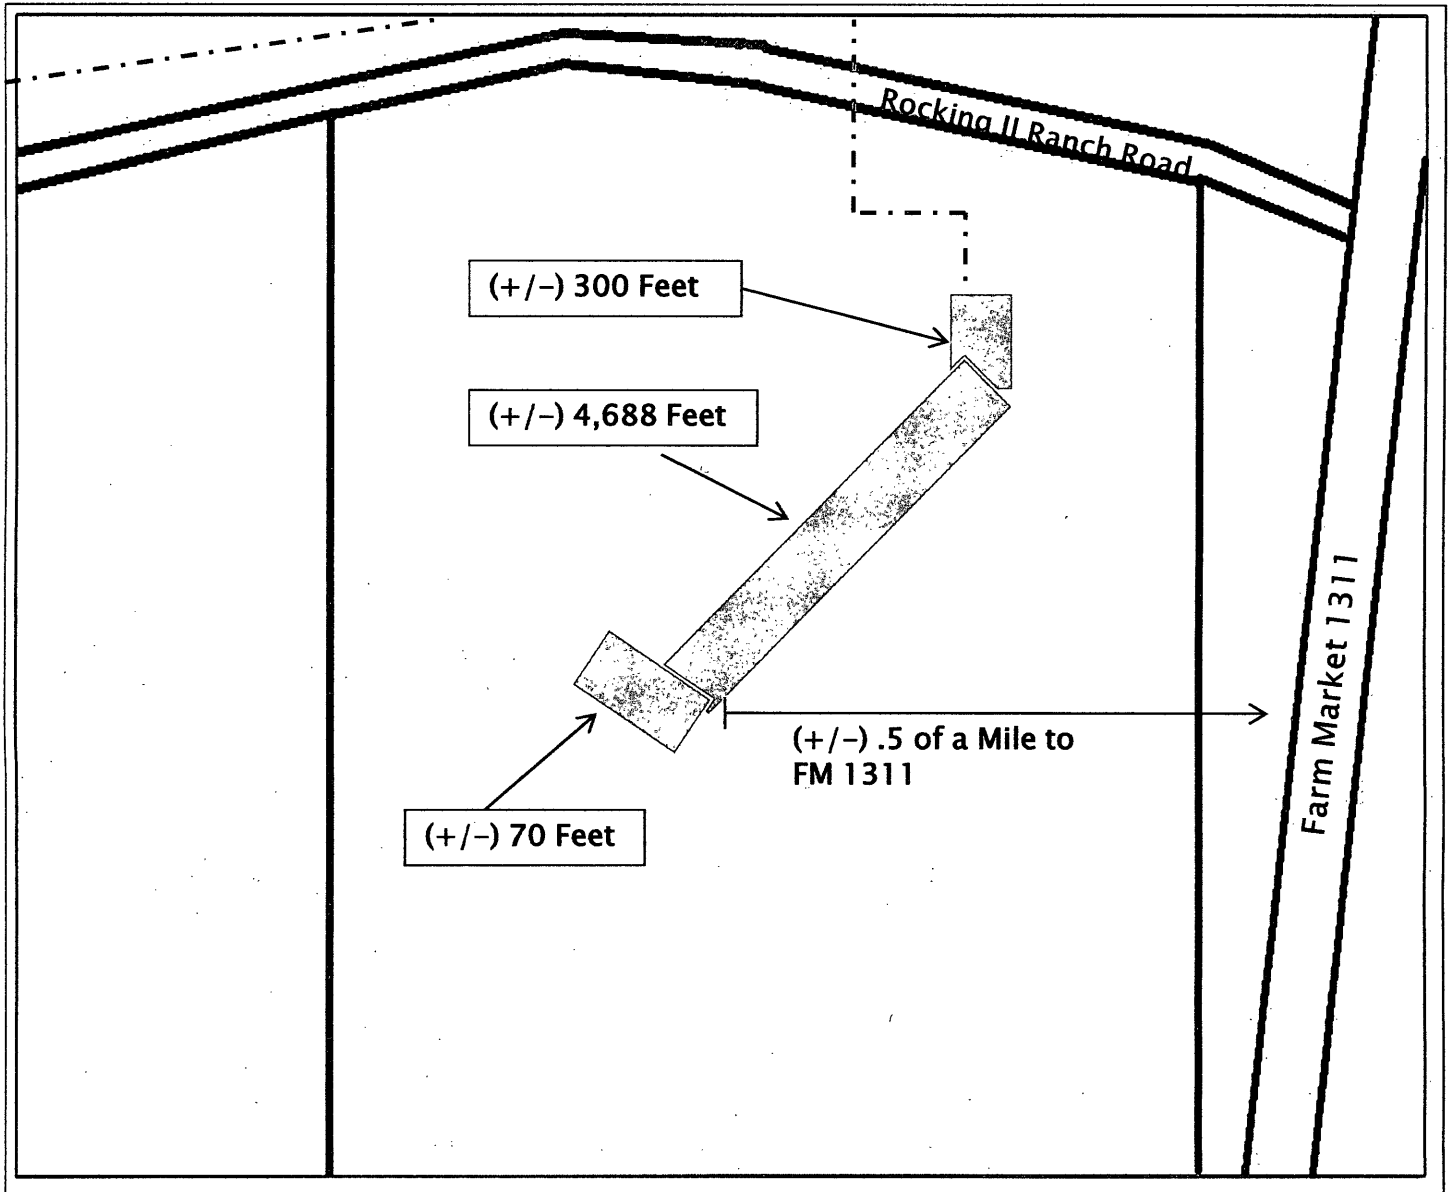 Rocking JJ Ranch Road
(+/-) 300 Feet
(+/-) 4,688 Feet
(+/-) .5 of a Mile to
FM 1311
(+/-) 70 Feet
Farm Market 1311